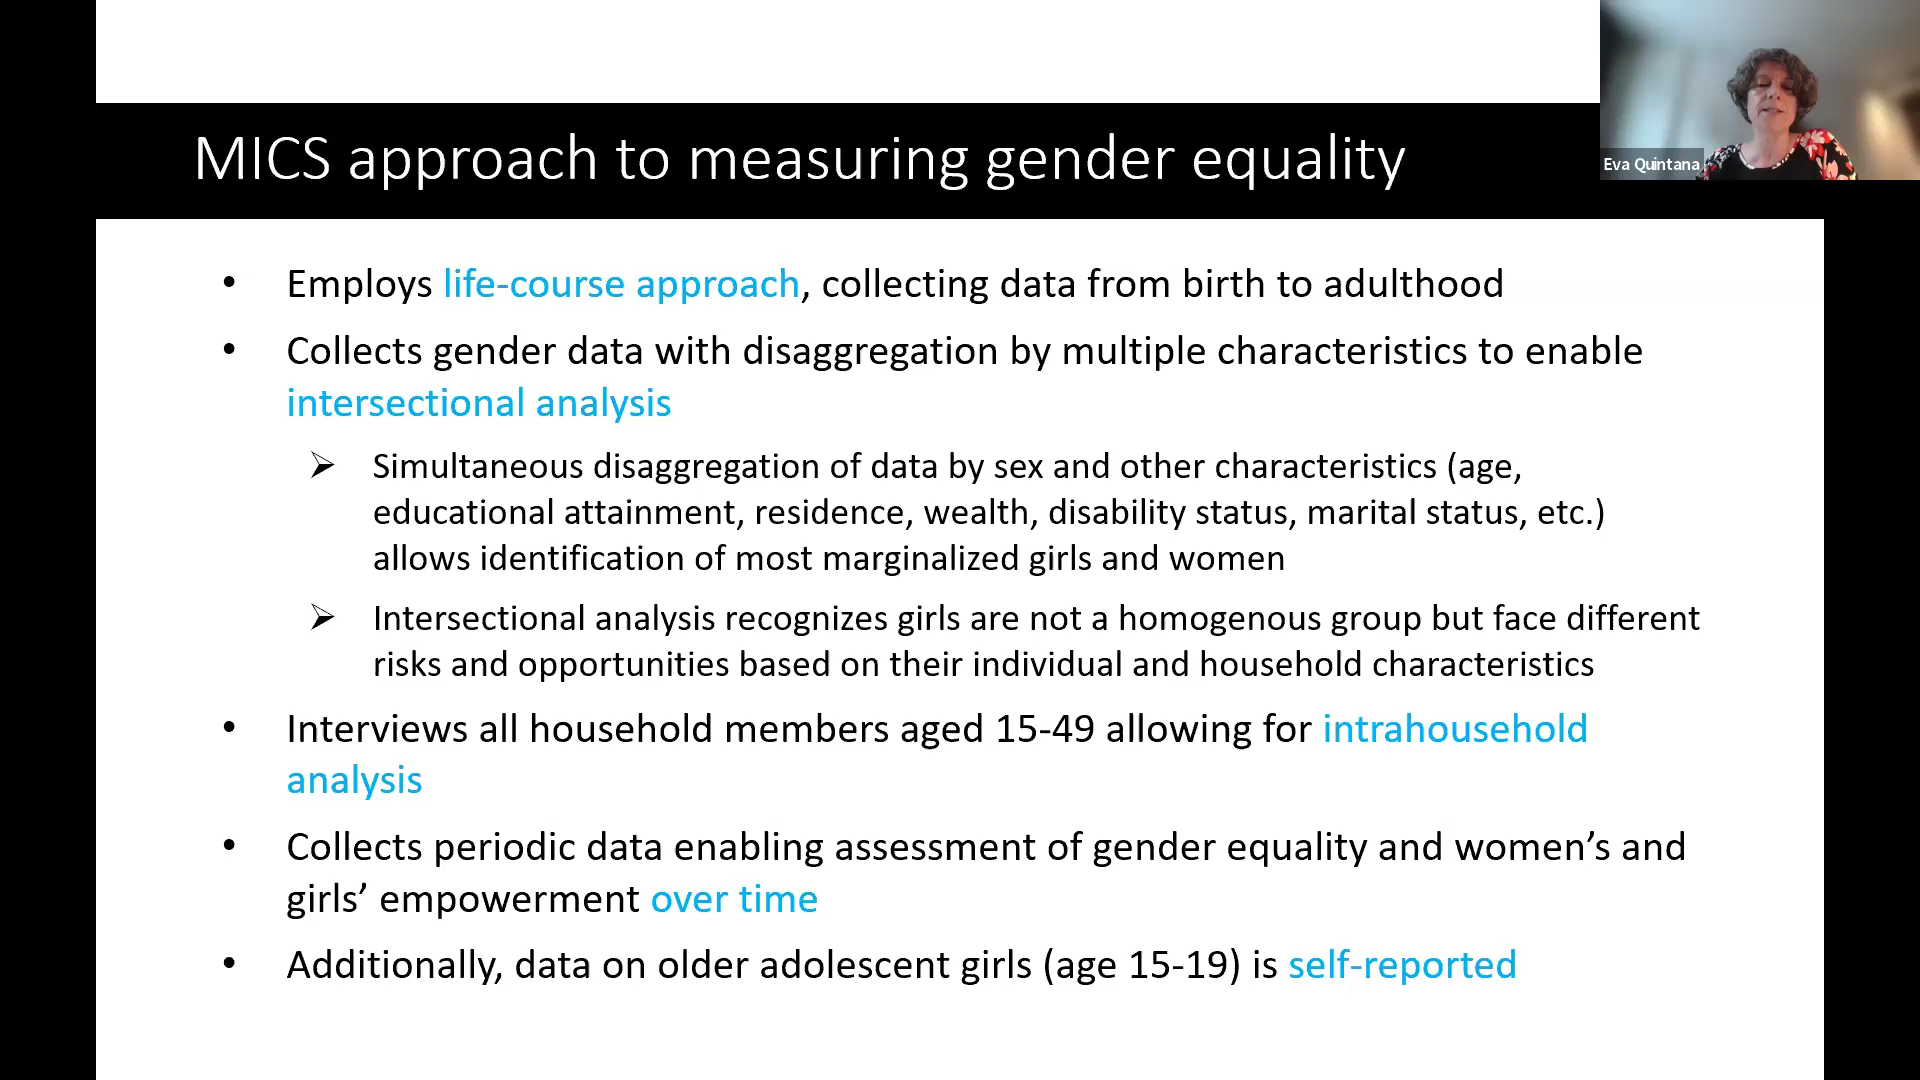 MICS approach to measuring gender equality
Eva Quintana
• Employs life-course approach, collecting data from birth to adulthood
• Collects gender data with disaggregation by multiple characteristics to enable
intersectional analysis
➢ Simultaneous disaggregation of data by sex and other characteristics (age,
educational attainment, residence, wealth, disability status, marital status, etc.)
allows identification of most marginalized girls and women
➢ Intersectional analysis recognizes girls are not a homogenous group but face different
risks and opportunities based on their individual and household characteristics
• Interviews all household members aged 15-49 allowing for intrahousehold
analysis
• Collects periodic data enabling assessment of gender equality and women’s and
girls’ empowerment over time
• Additionally, data on older adolescent girls (age 15-19) is self-reported